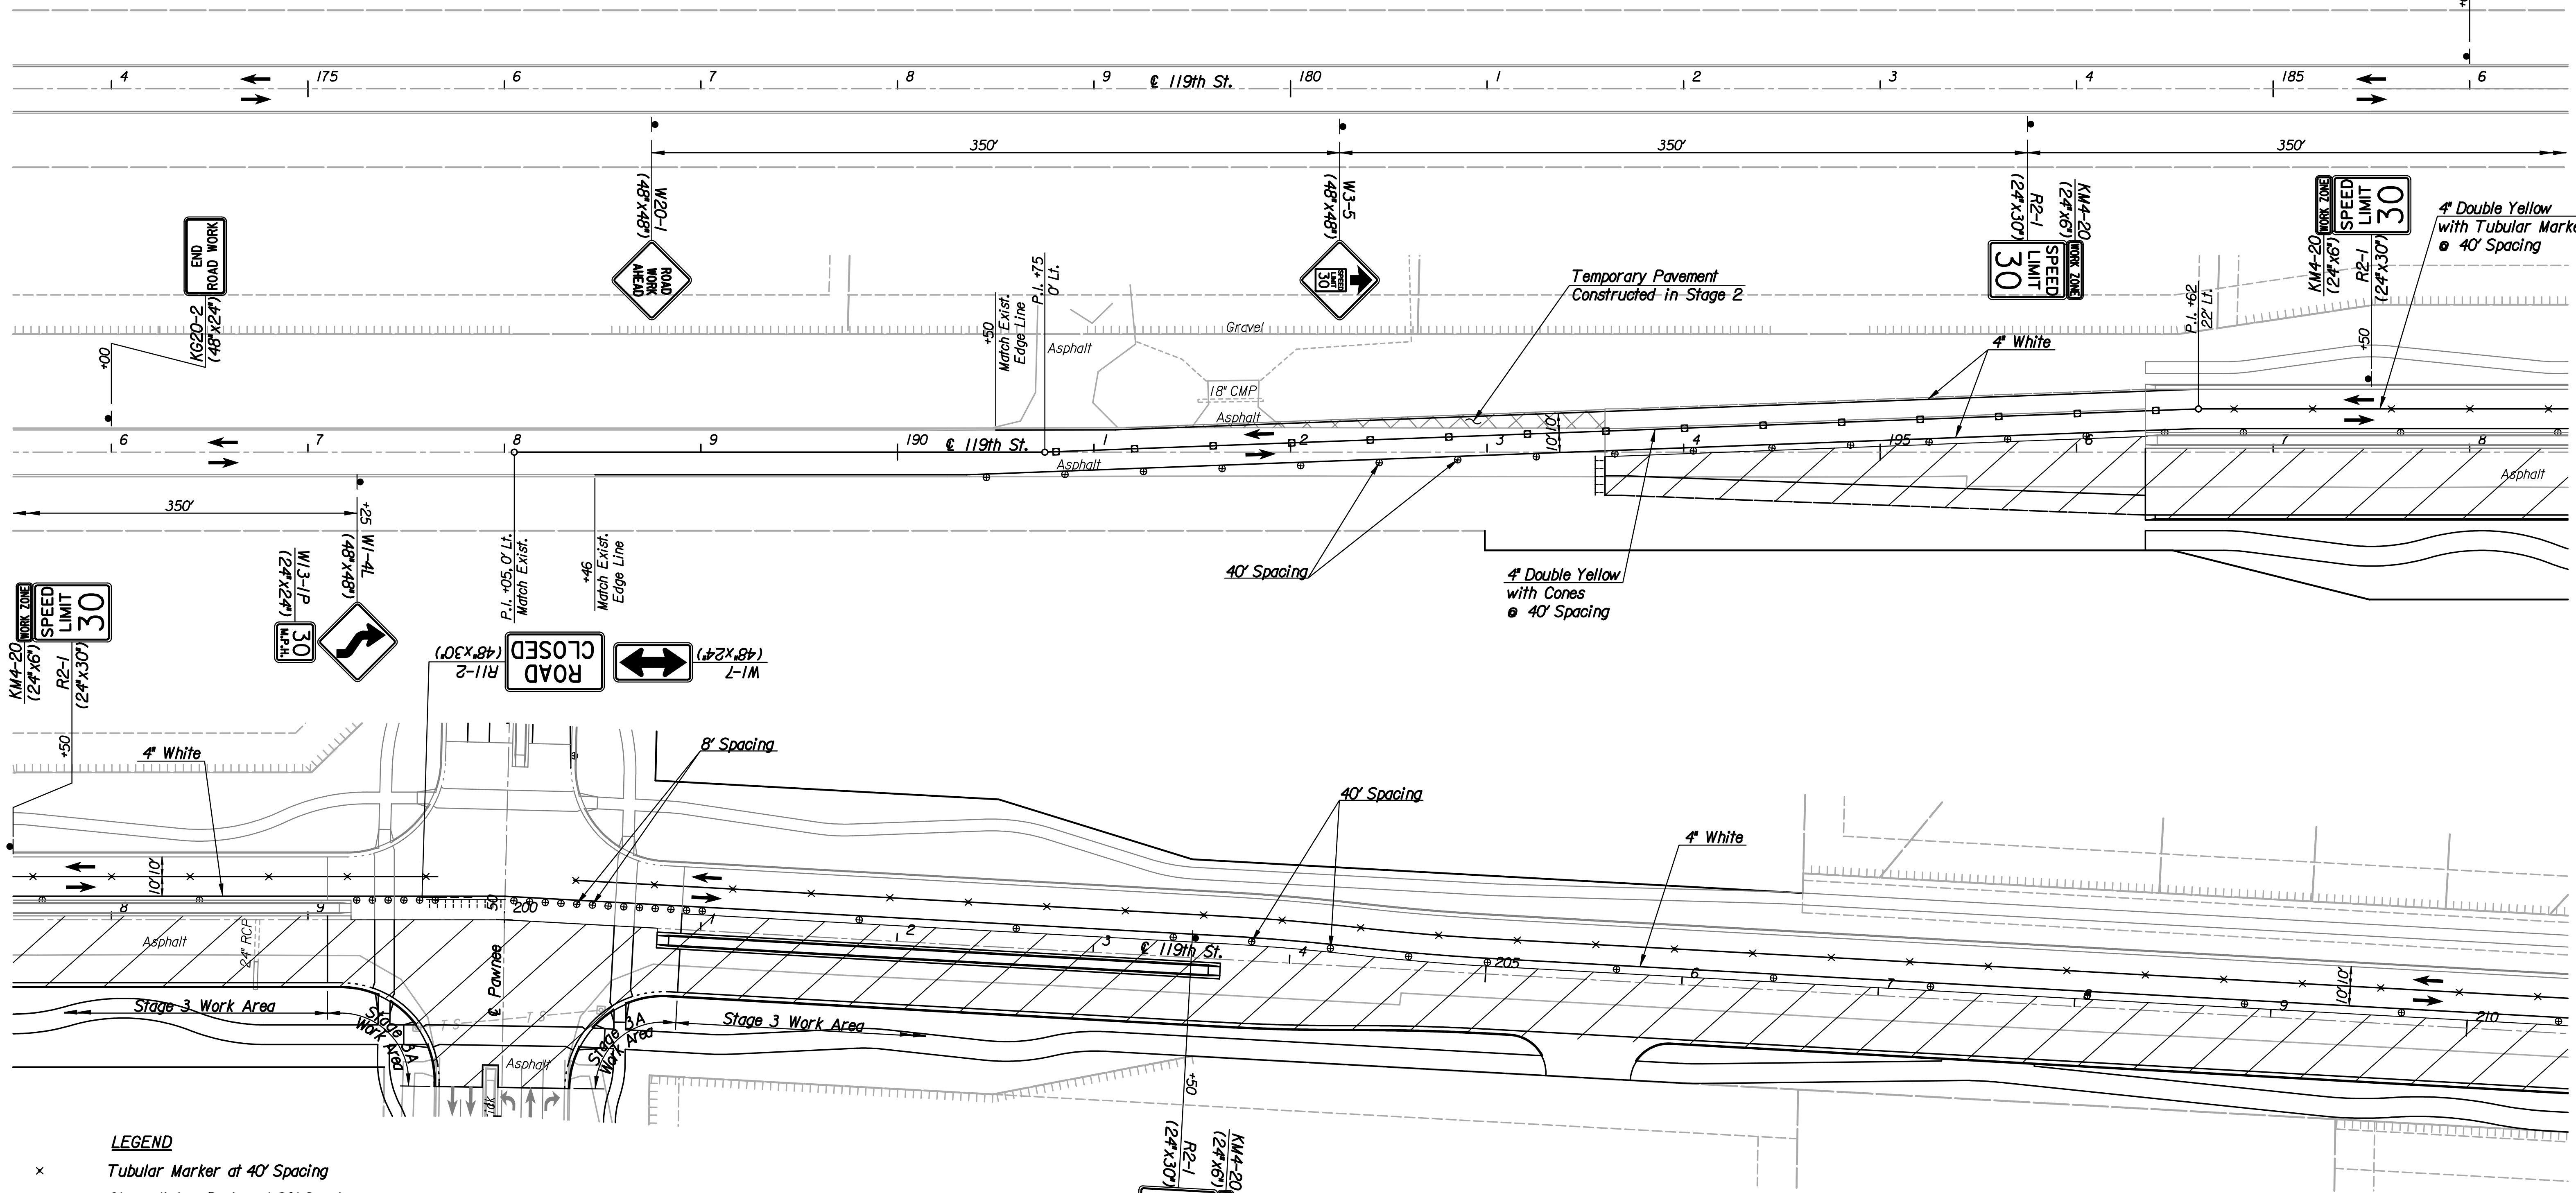 4
175
6
7
8
9
℄ 119th St.
180
1
2
3
4
185
6
350'
350'
350'
W20-1
(48"x48")
ROAD
WORK
AHEAD
W3-5
(48"x48")
SPEED
LIMIT
30
KM4-20
(24"x6")
R2-1
(24"x30")
WORK ZONE
SPEED
LIMIT
30
WORK ZONE
SPEED
LIMIT
30
KM4-20
(24"x6")
R2-1
(24"x30")
+50
4" Double Yellow
with Tubular Marke
@ 40' Spacing
END
ROAD WORK
KG20-2
(48"x24")
+00
+50
Match Exist.
Edge Line
P.I. +75
0' Lt.
Asphalt
Gravel
18" CMP
Asphalt
Temporary Pavement
Constructed in Stage 2
4" White
P.I. +62
22' Lt.
10'
10'
6
7
8
9
190
℄ 119th St.
1
2
3
4
195
6
7
8
Asphalt
Asphalt
350'
+25
W1-4L
(48"x48")
W13-1P
(24"x24")
30
M.P.H.
P.I. +05, 0' Lt.
Match Exist.
+46
Match Exist.
Edge Line
40' Spacing
4" Double Yellow
with Cones
@ 40' Spacing
WORK ZONE
SPEED
LIMIT
30
KM4-20
(24"x6")
R2-1
(24"x30")
+50
R11-2
(48"x30")
ROAD
CLOSED
W1-7
(48"x24")
4" White
8' Spacing
40' Spacing
4" White
10'
10'
8
9
50
200
1
2
3
℄ 119th St.
4
205
6
7
8
9
210
10'
10'
Asphalt
24" RCP
℄ Pawnee
Stage 3 Work Area
Stage 3A
Work Area
T S
T S
Stage 3A
Work Area
Stage 3 Work Area
Asphalt
+50
R2-1
(24"x30")
KM4-20
(24"x6")
LEGEND
Tubular Marker at 40' Spacing